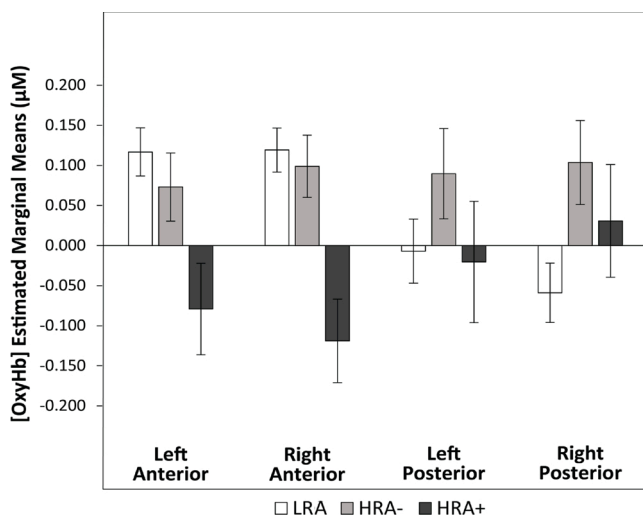 [OxyHb] Estimated Marginal Means (μM)
0.200
0.150
0.100
0.050
0.000
-0.050
-0.100
-0.150
-0.200
Left
Anterior
Right
Anterior
Left
Posterior
Right
Posterior
LRA HRA- HRA+